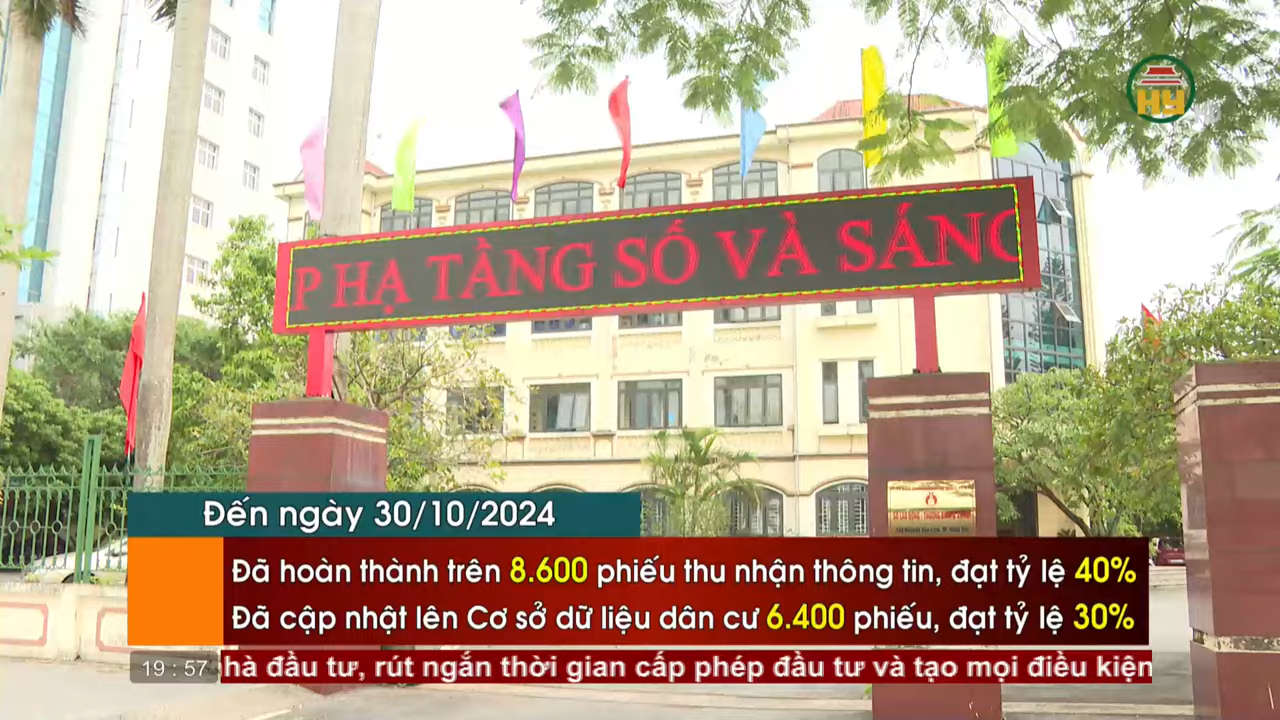 HY
P HẠ TẦNG SỐ VÀ SÁNG
Đến ngày 30/10/2024
Đã hoàn thành trên 8.600 phiếu thu nhận thông tin, đạt tỷ lệ 40%
Đã cập nhật lên Cơ sở dữ liệu dân cư 6.400 phiếu, đạt tỷ lệ 30%
19 : 57 hà đầu tư, rút ngắn thời gian cấp phép đầu tư và tạo mọi điều kiện